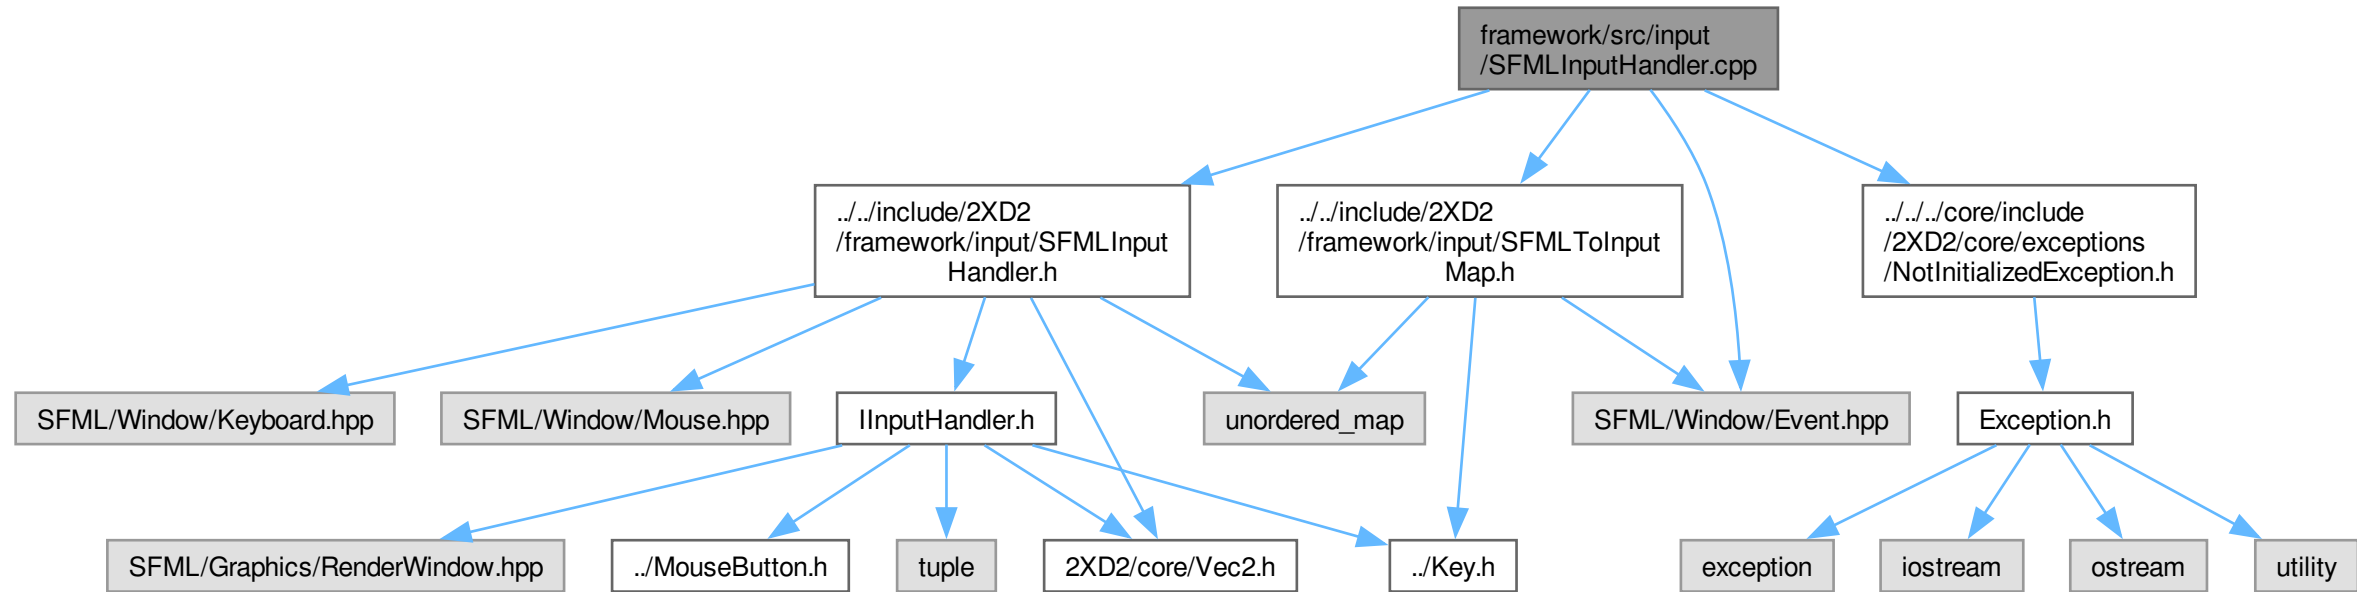 framework/src/input
/SFMLInputHandler.cpp
../../include/2XD2
/framework/input/SFMLInput
Handler.h
../../include/2XD2
/framework/input/SFMLToInput
Map.h
../../../core/include
/2XD2/core/exceptions
/NotInitializedException.h
SFML/Window/Keyboard.hpp
SFML/Window/Mouse.hpp
IInputHandler.h
unordered_map
SFML/Window/Event.hpp
Exception.h
SFML/Graphics/RenderWindow.hpp
../MouseButton.h
tuple
2XD2/core/Vec2.h
../Key.h
exception
iostream
ostream
utility